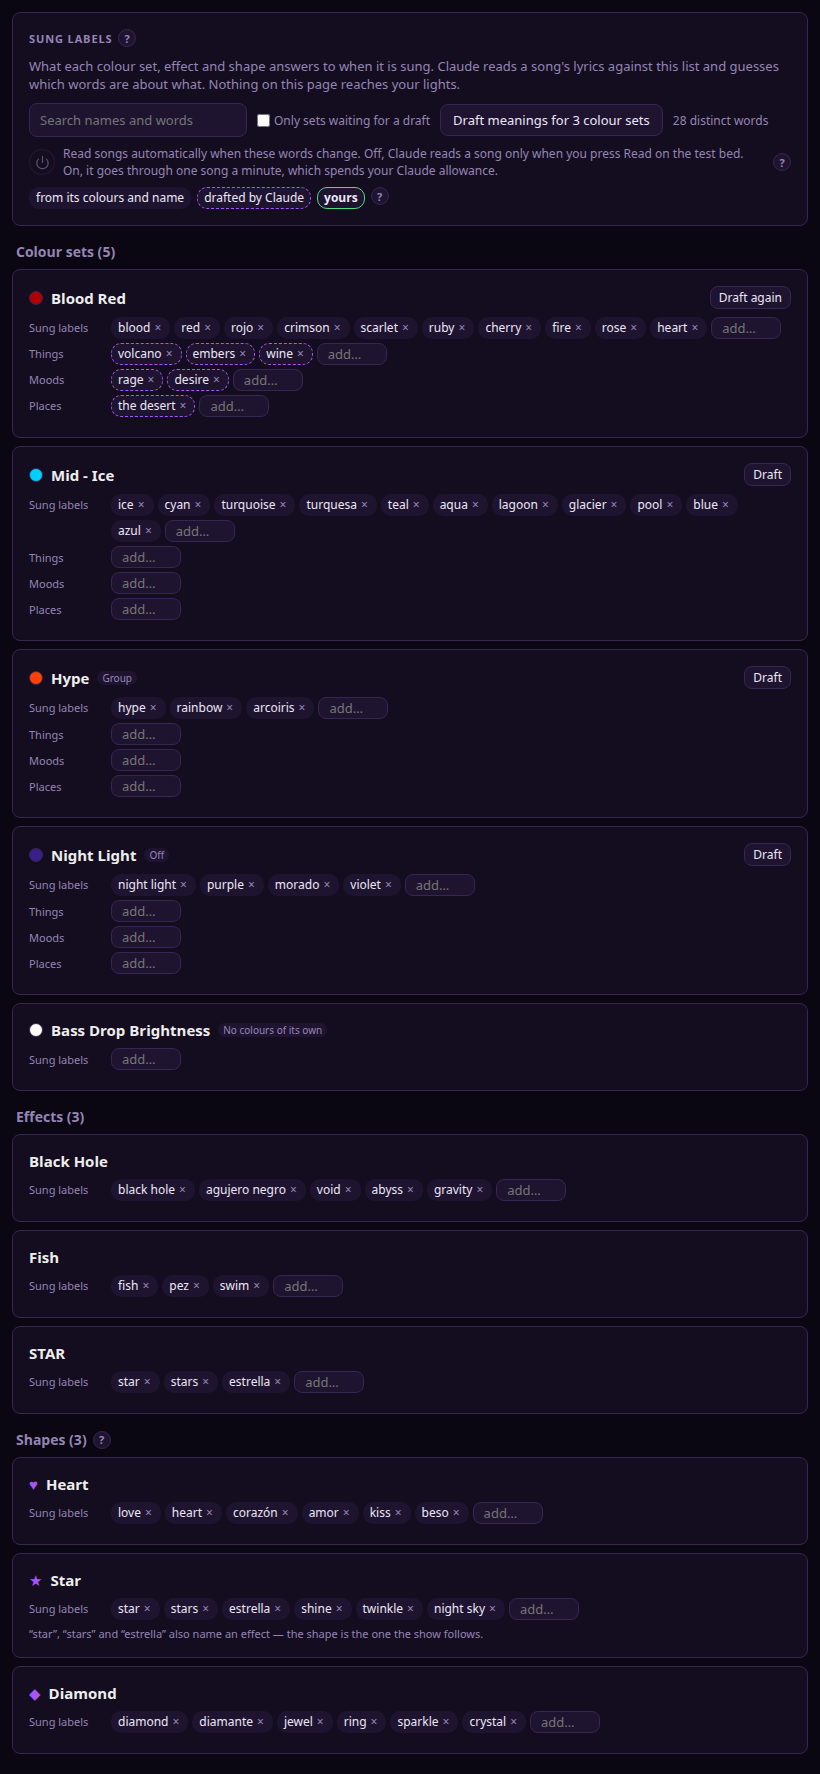 SUNG LABELS ?
What each colour set, effect and shape answers to when it is sung. Claude reads a song's lyrics against this list and guesses
which words are about what. Nothing on this page reaches your lights.
Search names and words Only sets waiting for a draft Draft meanings for 3 colour sets 28 distinct words
Read songs automatically when these words change. Off, Claude reads a song only when you press Read on the test bed.
On, it goes through one song a minute, which spends your Claude allowance. ?
from its colours and name drafted by Claude yours ?
Colour sets (5)
Blood Red Draft again
Sung labels blood × red × rojo × crimson × scarlet × ruby × cherry × fire × rose × heart × add...
Things volcano × embers × wine × add...
Moods rage × desire × add...
Places the desert × add...
Mid - Ice Draft
Sung labels ice × cyan × turquoise × turquesa × teal × aqua × lagoon × glacier × pool × blue ×
azul × add...
Things add...
Moods add...
Places add...
Hype Group Draft
Sung labels hype × rainbow × arcoiris × add...
Things add...
Moods add...
Places add...
Night Light Off Draft
Sung labels night light × purple × morado × violet × add...
Things add...
Moods add...
Places add...
Bass Drop Brightness No colours of its own
Sung labels add...
Effects (3)
Black Hole
Sung labels black hole × agujero negro × void × abyss × gravity × add...
Fish
Sung labels fish × pez × swim × add...
STAR
Sung labels star × stars × estrella × add...
Shapes (3) ?
♥ Heart
Sung labels love × heart × corazón × amor × kiss × beso × add...
★ Star
Sung labels star × stars × estrella × shine × twinkle × night sky × add...
“star”, “stars” and “estrella” also name an effect — the shape is the one the show follows.
◆ Diamond
Sung labels diamond × diamante × jewel × ring × sparkle × crystal × add...